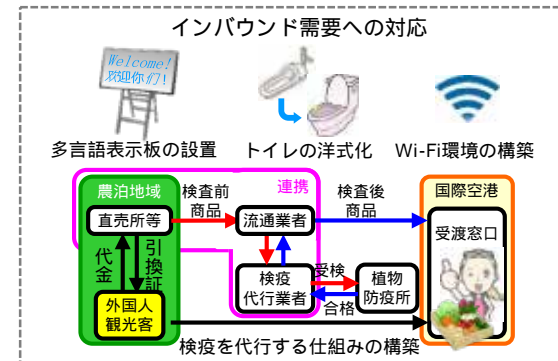 インバウンド需要への対応
Welcome!
欢迎你们!
多言語表示板の設置
トイレの洋式化
Wi-Fi環境の構築
農泊地域
検査前
商品
連携
検査後
商品
国際空港
直売所等
流通業者
受渡窓口
代金
引換証
検疫
代行業者
受検
合格
植物
防疫所
外国人
観光客
検疫を代行する仕組みの構築